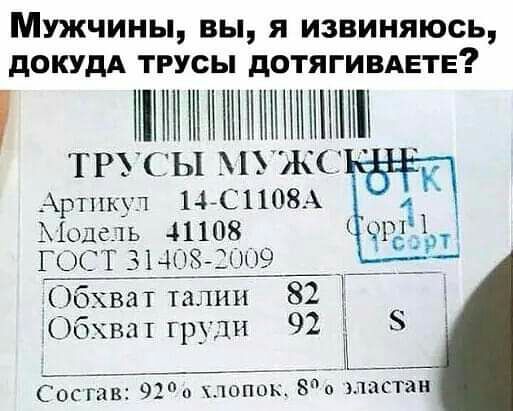 Мужчины, вы, я извиняюсь,
докуда трусы дотягиваете?
ТРУСЫ МУЖСКИЕ
Артикул 14-С1108А
Модель 41108 Сорт 1
ОТК
1
1 сорт
ГОСТ 31408-2009
Обхват талии 82
Обхват груди 92
S
Состав: 92% хлопок, 8% эластан